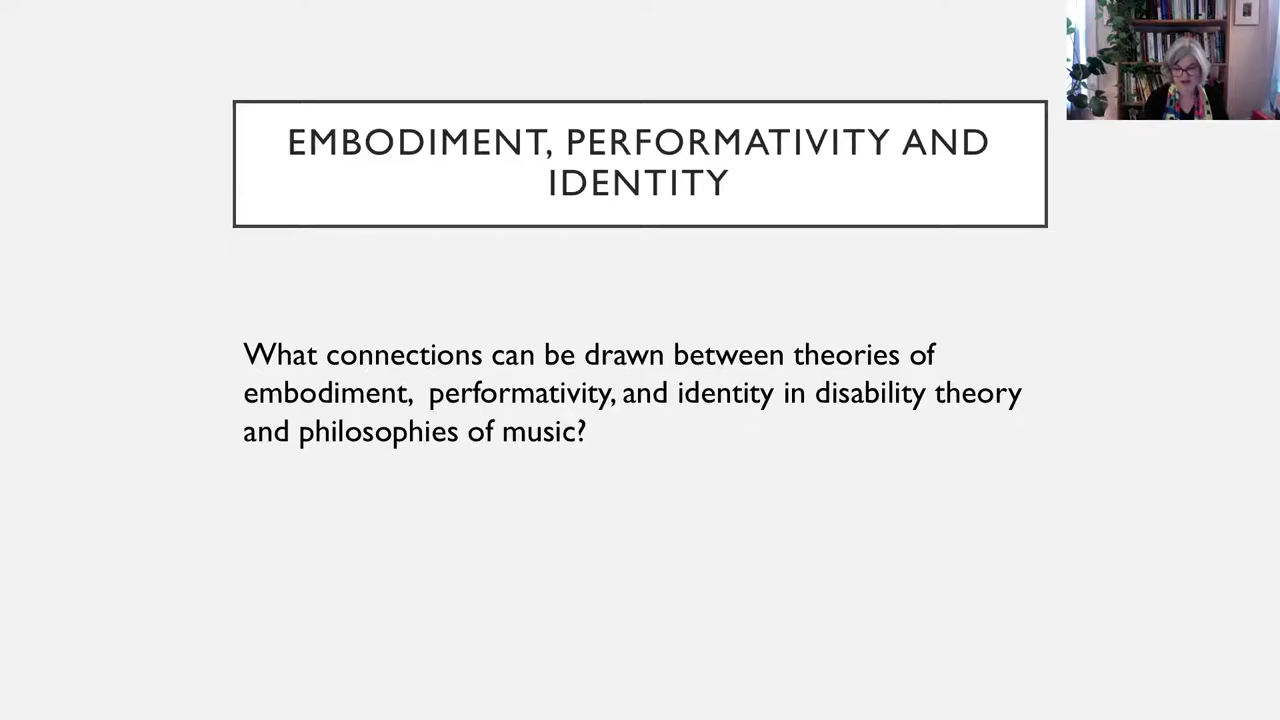 EMBODIMENT, PERFORMATIVITY AND
IDENTITY
What connections can be drawn between theories of
embodiment,  performativity, and identity in disability theory
and philosophies of music?